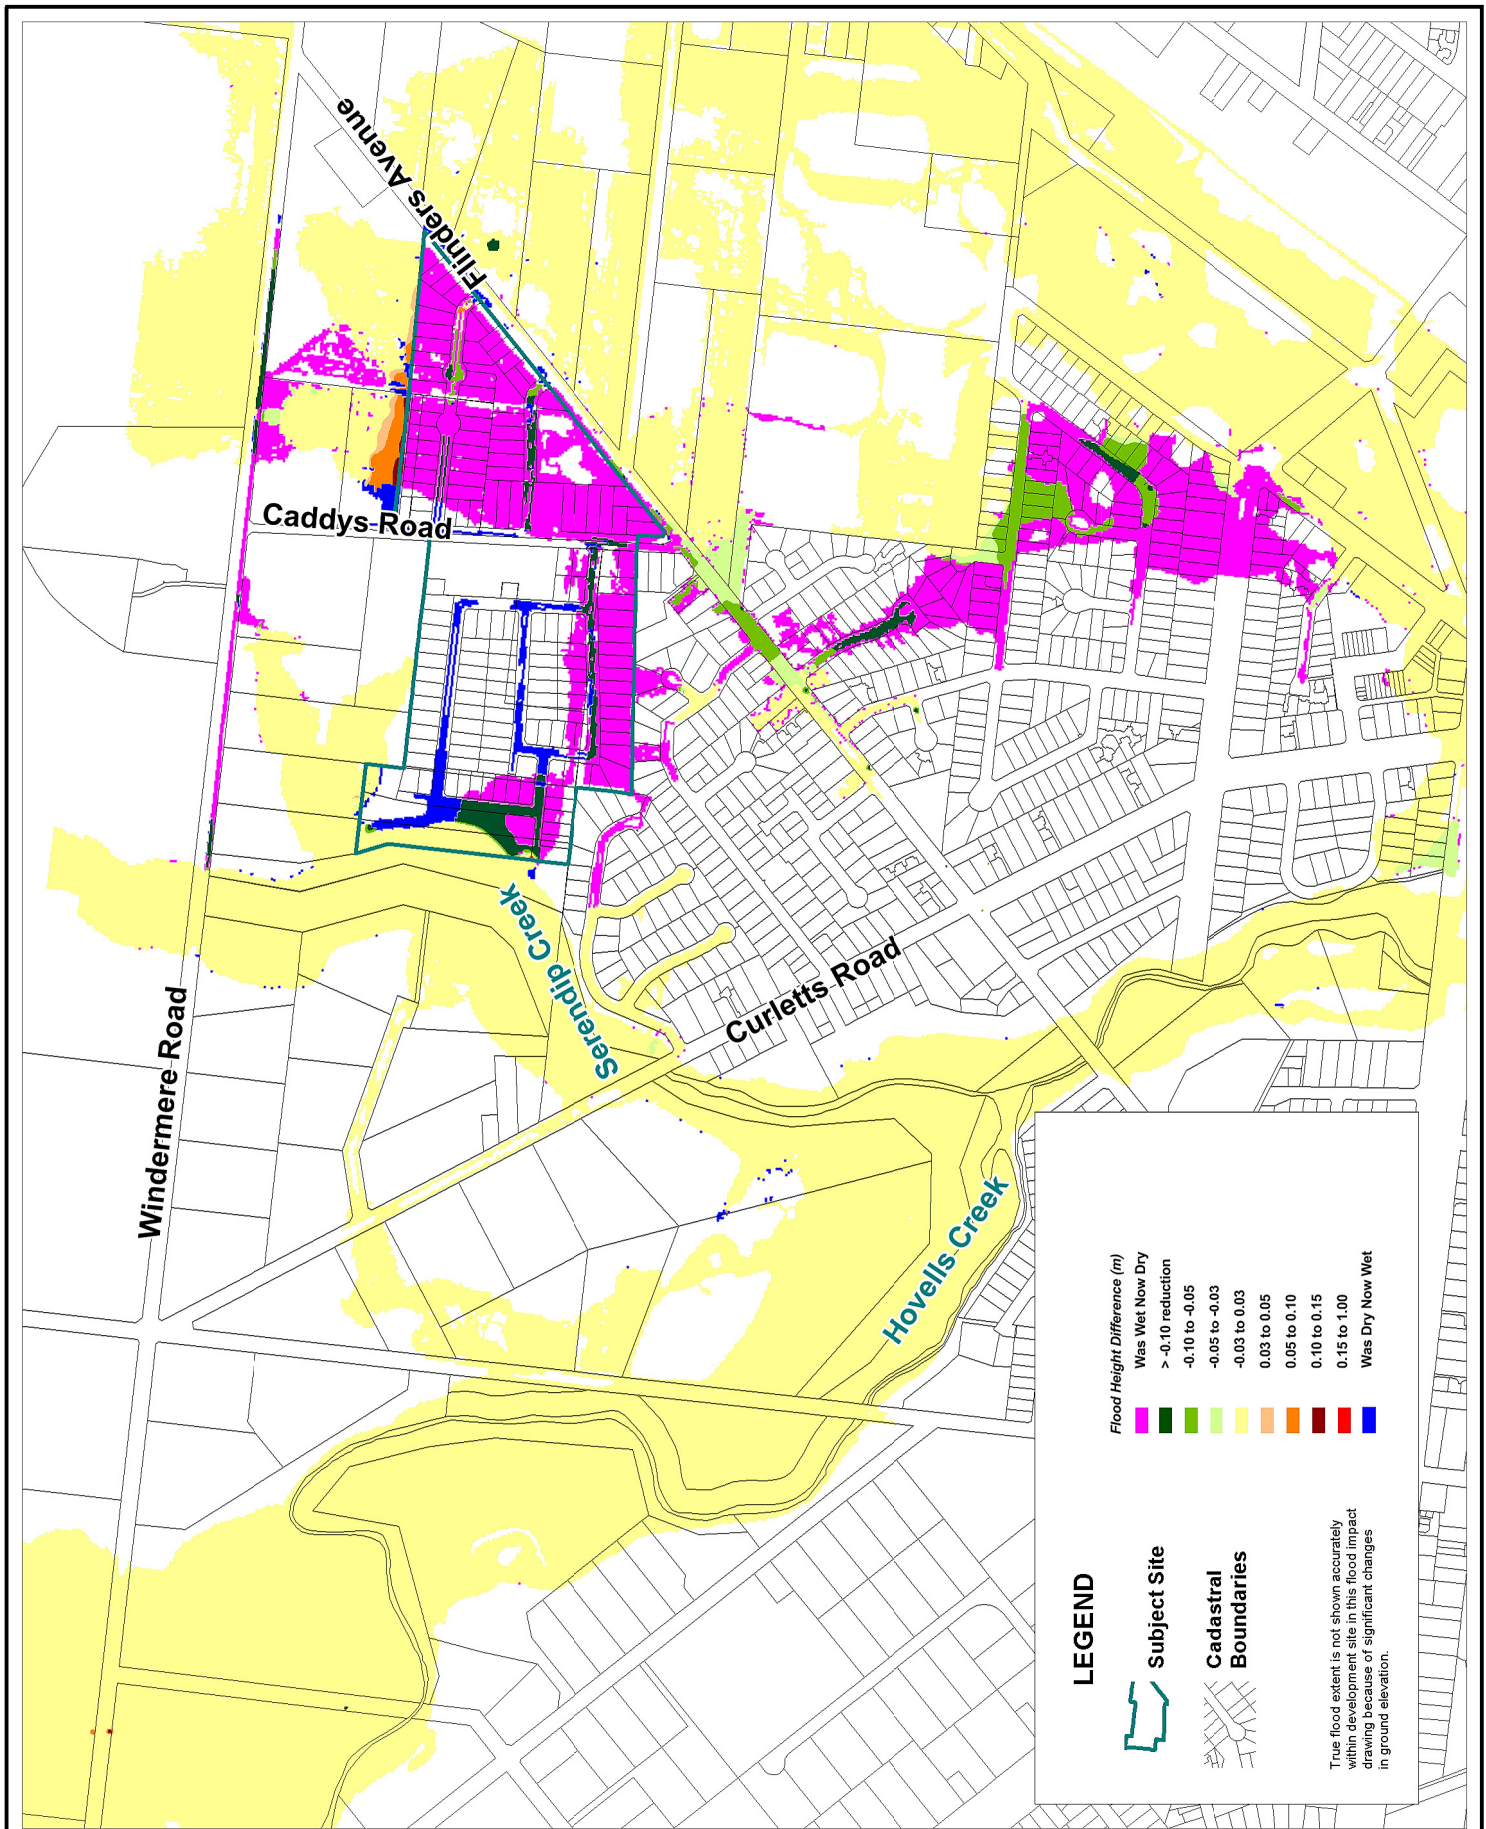 Flinders Avenue
Caddys Road
Windermere Road
Serendip Creek
Curletts Road
Hovells Creek
LEGEND
Subject Site
Cadastral
Boundaries
True flood extent is not shown accurately
within development site in this flood impact
drawing because of significant changes
in ground elevation.
Flood Height Difference (m)
Was Wet Now Dry
> -0.10 reduction
-0.10 to -0.05
-0.05 to -0.03
-0.03 to 0.03
0.03 to 0.05
0.05 to 0.10
0.10 to 0.15
0.15 to 1.00
Was Dry Now Wet